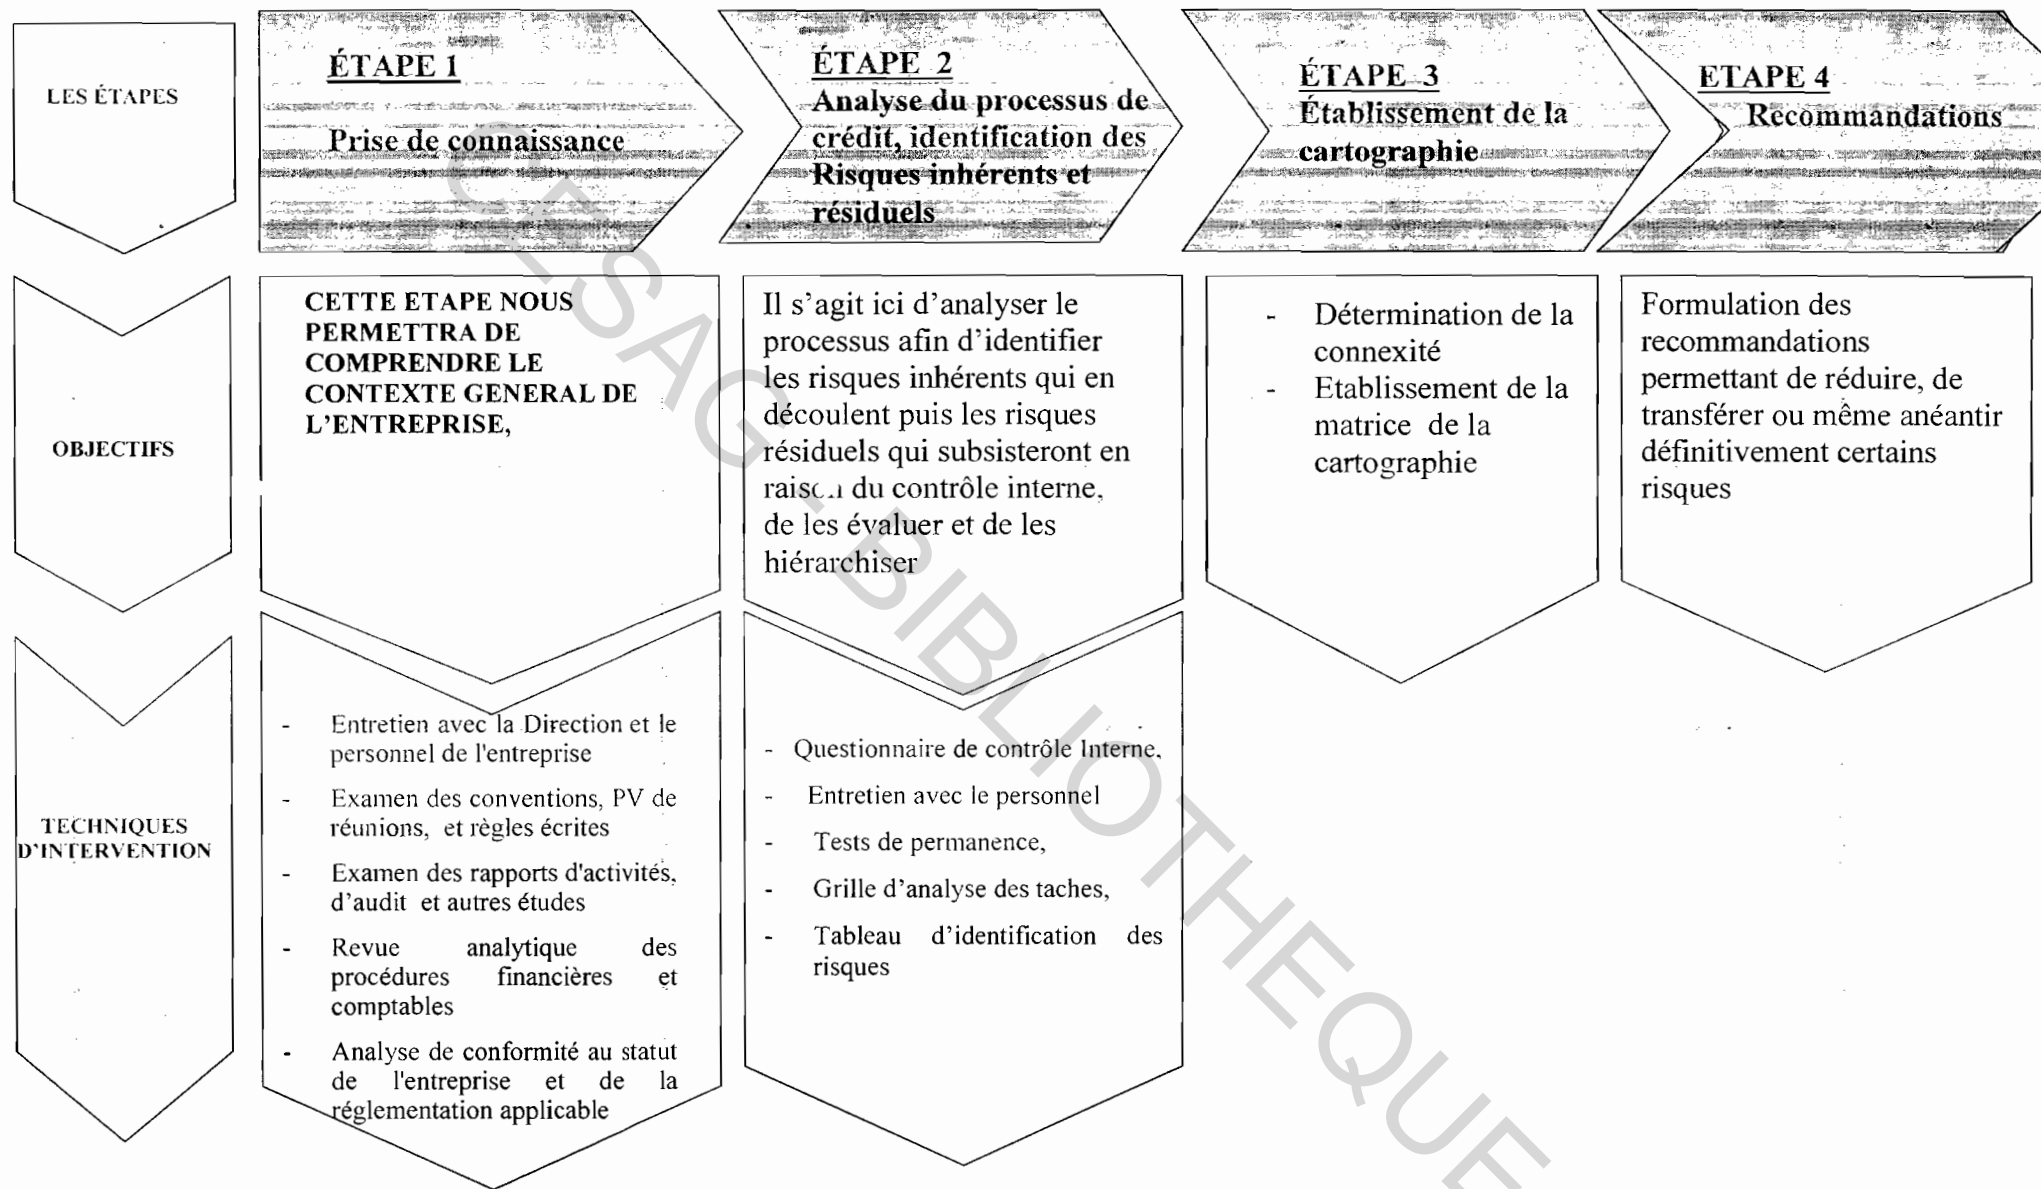 LES ÉTAPES
ÉTAPE 1
Prise de connaissance
ÉTAPE 2
Analyse du processus de
crédit, identification des
Risques inhérents et
résiduels
ÉTAPE 3
Établissement de la
cartographie
ETAPE 4
Recommandations
OBJECTIFS
CETTE ETAPE NOUS
PERMETTRA DE
COMPRENDRE LE
CONTEXTE GENERAL DE
L'ENTREPRISE,
Il s'agit ici d'analyser le
processus afin d'identifier
les risques inhérents qui en
découlent puis les risques
résiduels qui subsisteront en
raison du contrôle interne,
de les évaluer et de les
hiérarchiser
- Détermination de la
connexité
- Etablissement de la
matrice de la
cartographie
Formulation des
recommandations
permettant de réduire, de
transférer ou même anéantir
définitivement certains
risques
TECHNIQUES
D'INTERVENTION
- Entretien avec la Direction et le
personnel de l'entreprise
- Examen des conventions, PV de
réunions, et règles écrites
- Examen des rapports d'activités,
d'audit et autres études
- Revue analytique des
procédures financières et
comptables
- Analyse de conformité au statut
de l'entreprise et de la
réglementation applicable
- Questionnaire de contrôle Interne,
- Entretien avec le personnel
- Tests de permanence,
- Grille d'analyse des taches,
- Tableau d'identification des
risques
CESAG - BIBLIOTHEQUE